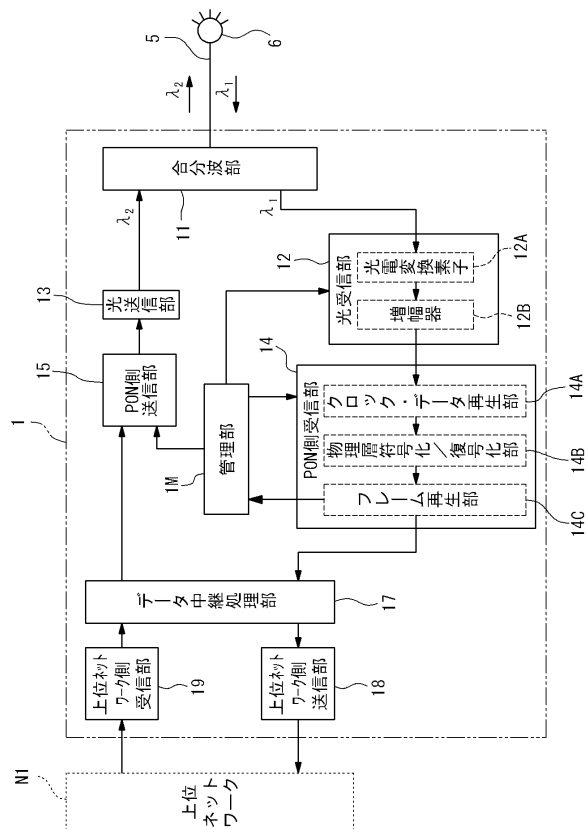 N1
上位
ネット
ワーク
1
上位ネット
ワーク側
受信部
19
上位ネット
ワーク側
送信部
18
データ中継処理部
17
PON側
送信部
15
光送信部
13
管理部
1M
PON側受信部
14
クロック・データ再生部
14A
物理層符号化／復号化部
14B
フレーム再生部
14C
光受信部
12
光電変換素子
12A
増幅器
12B
合分波部
11
λ2
λ1
λ2
λ1
5
6